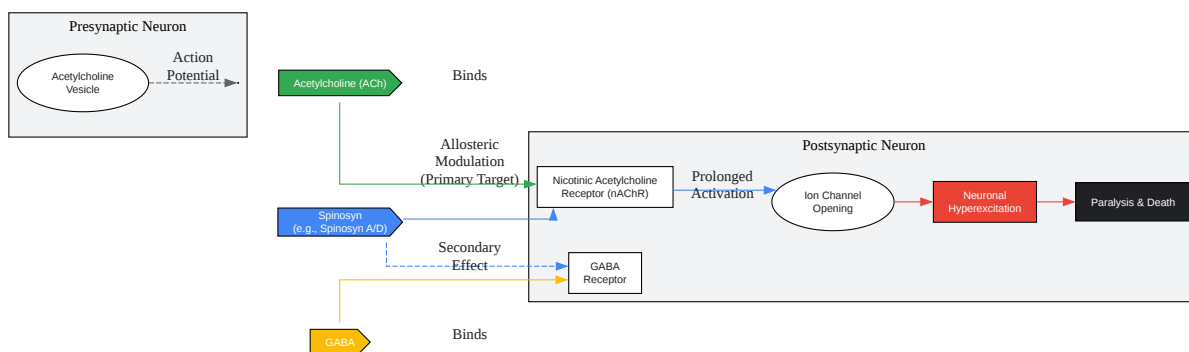 Presynaptic Neuron
Acetylcholine
Vesicle
Action
Potential
Acetylcholine (ACh)
Binds
Allosteric
Modulation
(Primary Target)
Postsynaptic Neuron
Nicotinic Acetylcholine
Receptor (nAChR)
Prolonged
Activation
Ion Channel
Opening
Neuronal
Hyperexcitation
Paralysis & Death
Spinosyn
(e.g., Spinosyn A/D)
Secondary
Effect
GABA
Receptor
GABA
Binds